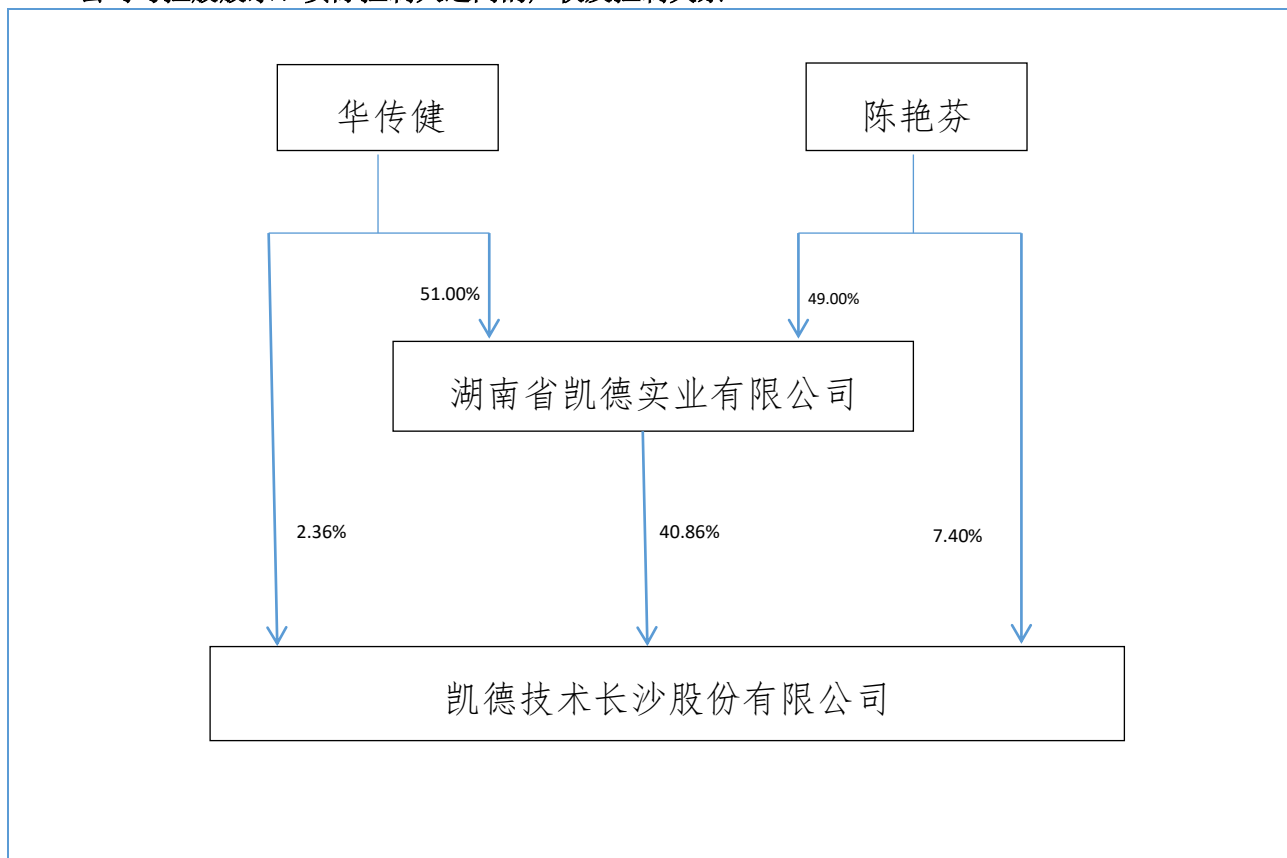 华传健
陈艳芬
51.00%
49.00%
湖南省凯德实业有限公司
2.36%
40.86%
7.40%
凯德技术长沙股份有限公司